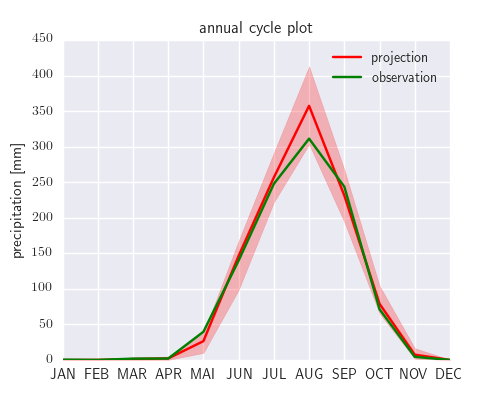 annual cycle plot
450
400
350
300
250
200
150
100
50
0
precipitation [mm]
projection
observation
JAN FEB MAR APR MAI JUN JUL AUG SEP OCT NOV DEC